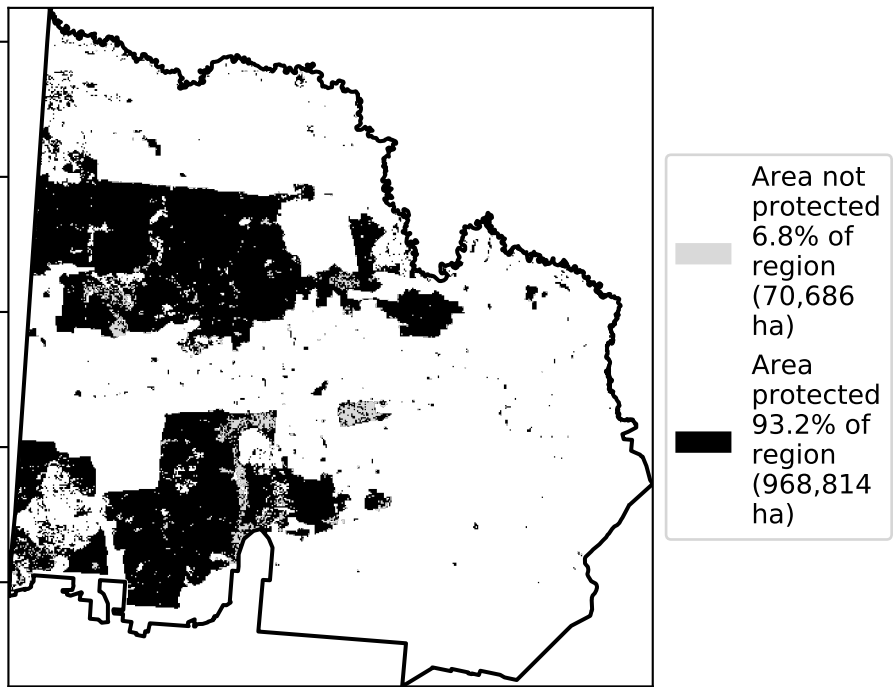 Area not
protected
6.8% of
region
(70,686
ha)
Area
protected
93.2% of
region
(968,814
ha)